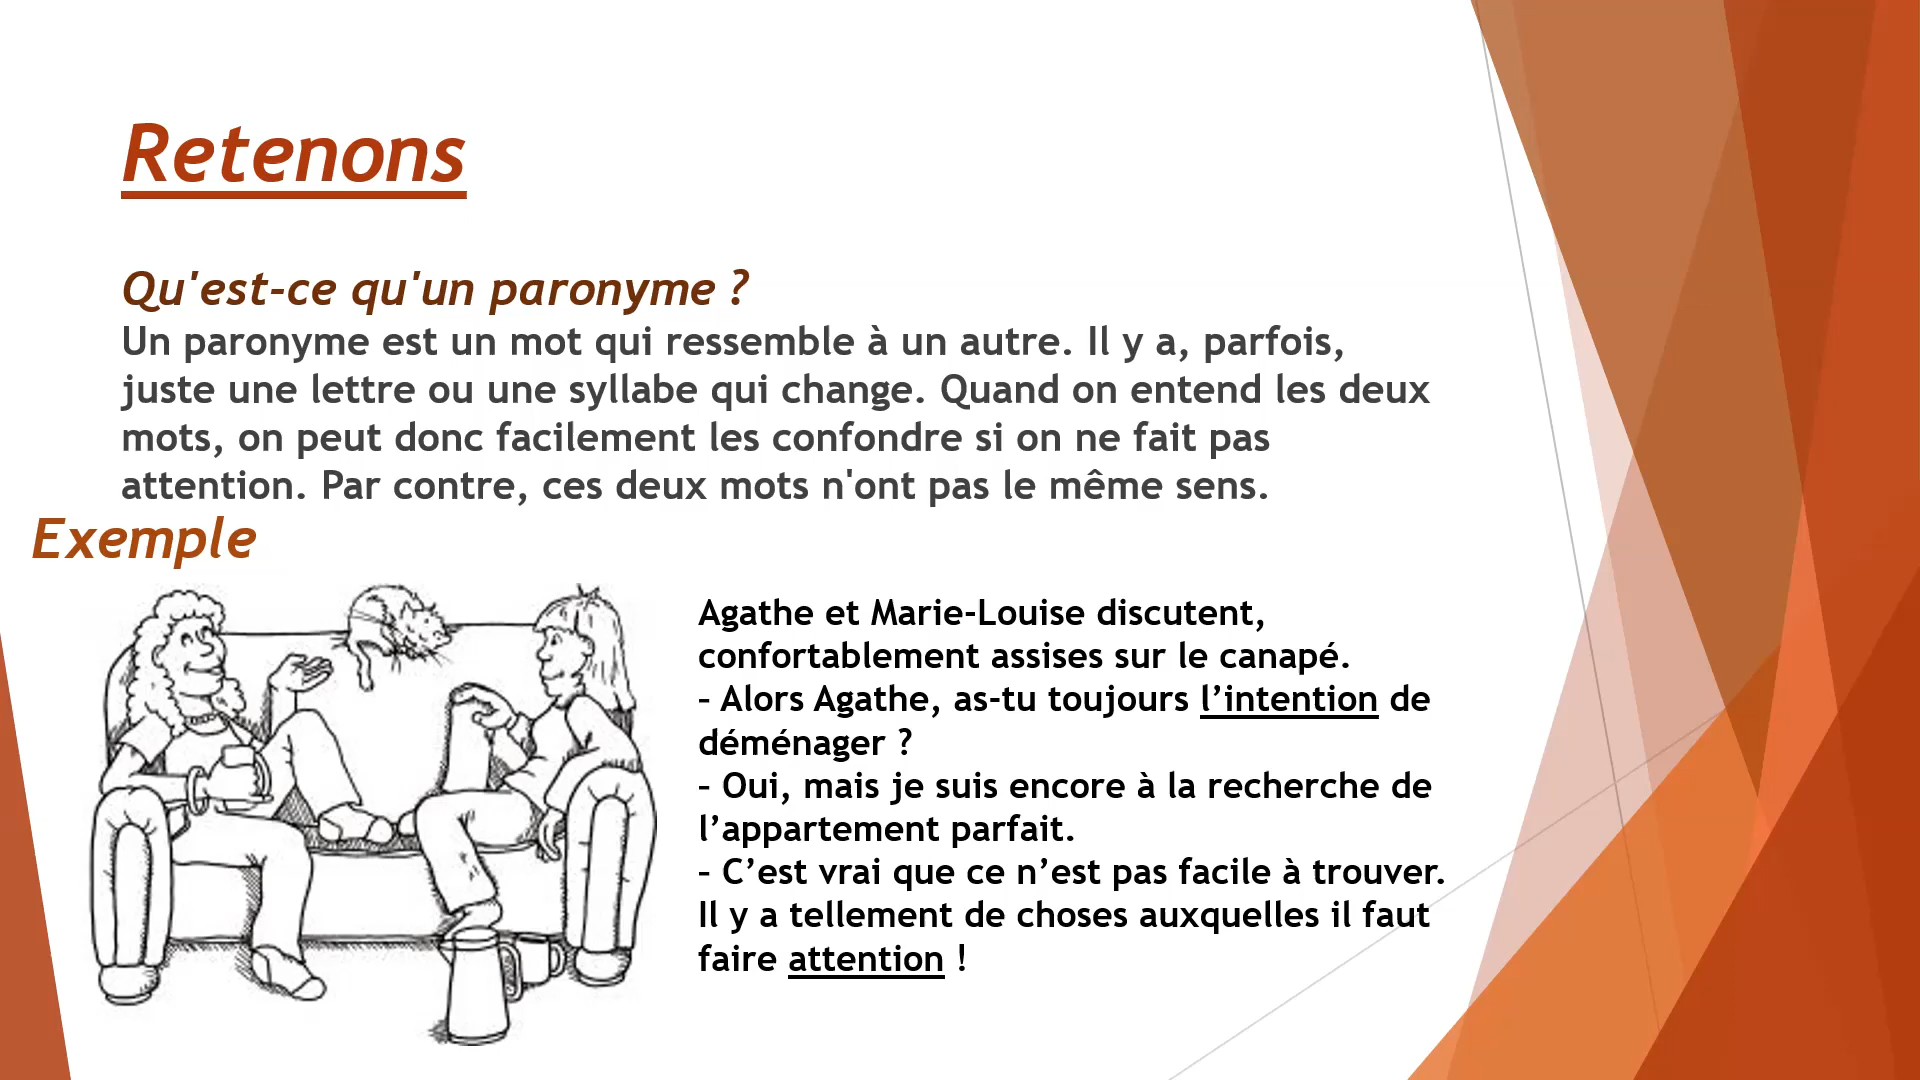 Retenons
Qu'est-ce qu'un paronyme ?
Un paronyme est un mot qui ressemble à un autre. Il y a, parfois,
juste une lettre ou une syllabe qui change. Quand on entend les deux
mots, on peut donc facilement les confondre si on ne fait pas
attention. Par contre, ces deux mots n'ont pas le même sens.
Exemple
Agathe et Marie-Louise discutent,
confortablement assises sur le canapé.
– Alors Agathe, as-tu toujours l’intention de
déménager ?
– Oui, mais je suis encore à la recherche de
l’appartement parfait.
– C’est vrai que ce n’est pas facile à trouver.
Il y a tellement de choses auxquelles il faut
faire attention !